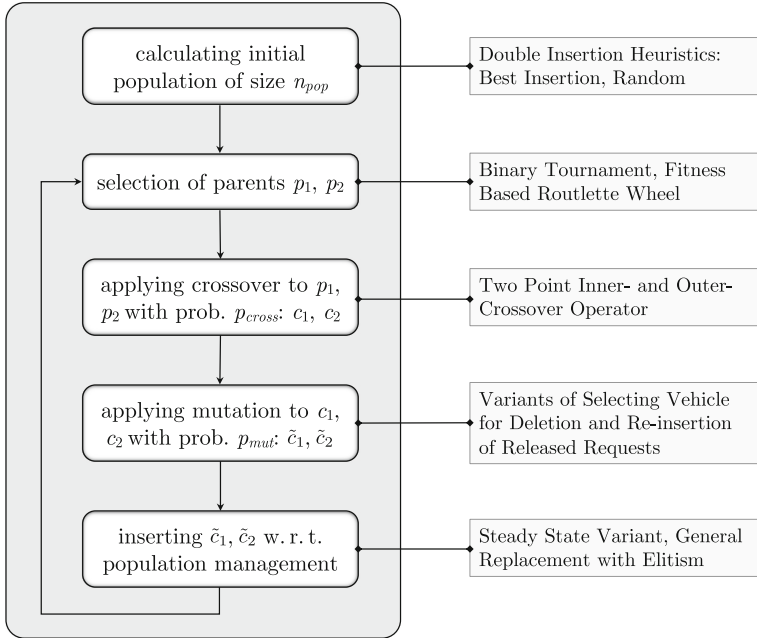 calculating initial
population of size n_pop
Double Insertion Heuristics:
Best Insertion, Random
selection of parents p₁, p₂
Binary Tournament, Fitness
Based Routlette Wheel
applying crossover to p₁,
p₂ with prob. p_cross: c₁, c₂
Two Point Inner- and Outer-
Crossover Operator
applying mutation to c₁,
c₂ with prob. p_mut: c̃₁, c̃₂
Variants of Selecting Vehicle
for Deletion and Re-insertion
of Released Requests
inserting c̃₁, c̃₂ w. r. t.
population management
Steady State Variant, General
Replacement with Elitism